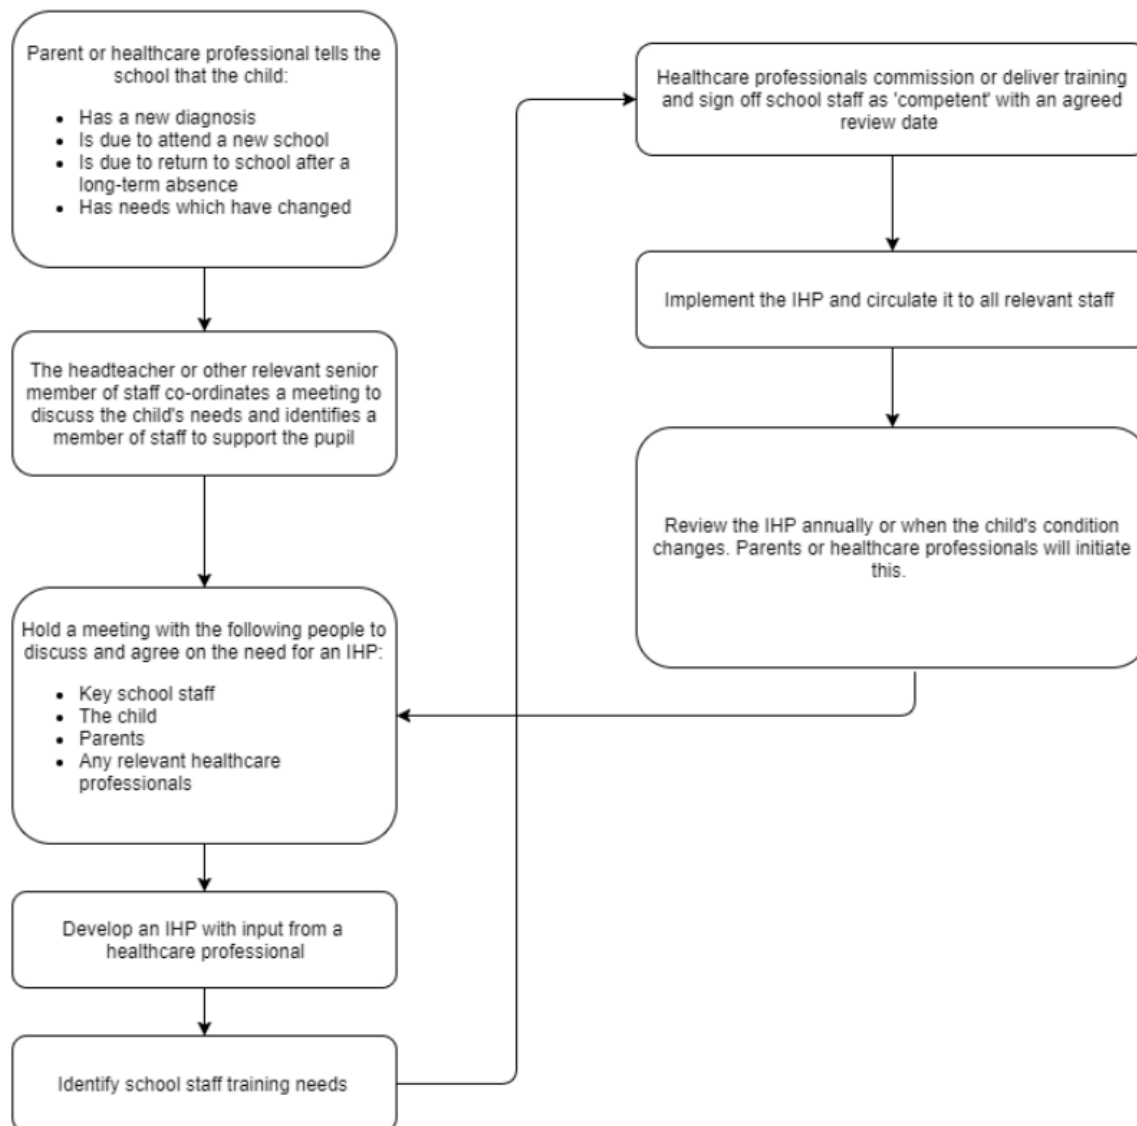 Parent or healthcare professional tells the
school that the child:
• Has a new diagnosis
• Is due to attend a new school
• Is due to return to school after a
long-term absence
• Has needs which have changed
The headteacher or other relevant senior
member of staff co-ordinates a meeting to
discuss the child's needs and identifies a
member of staff to support the pupil
Hold a meeting with the following people to
discuss and agree on the need for an IHP:
• Key school staff
• The child
• Parents
• Any relevant healthcare
professionals
Develop an IHP with input from a
healthcare professional
Identify school staff training needs
Healthcare professionals commission or deliver training
and sign off school staff as 'competent' with an agreed
review date
Implement the IHP and circulate it to all relevant staff
Review the IHP annually or when the child's condition
changes. Parents or healthcare professionals will initiate
this.